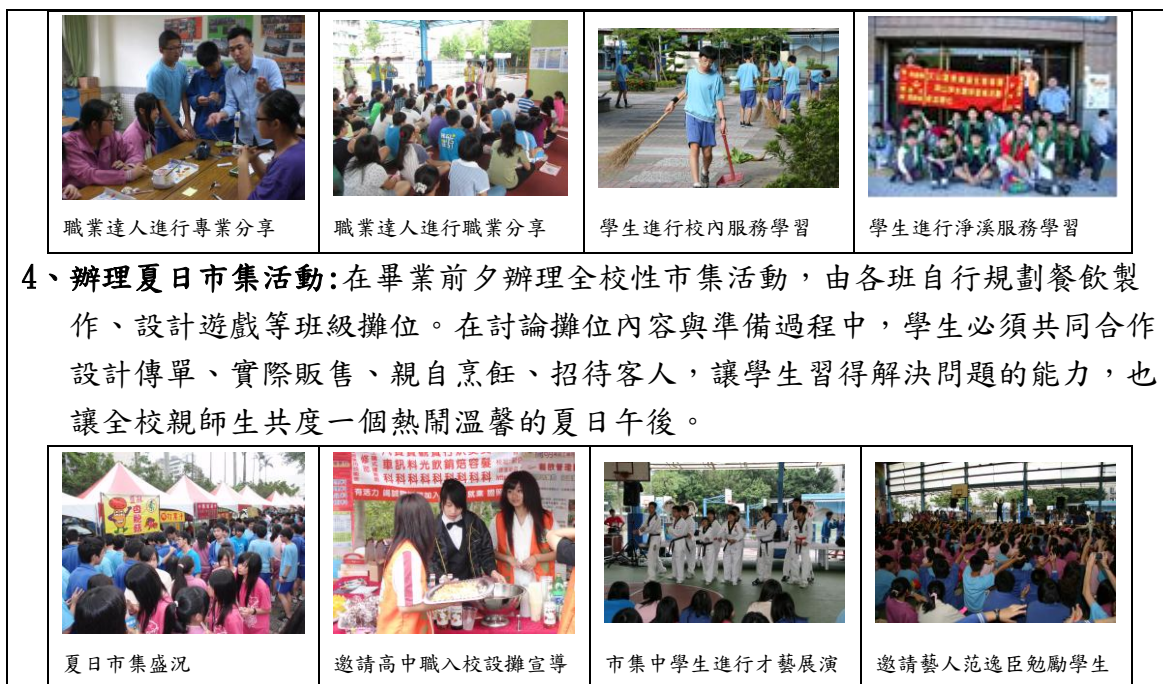 職業達人進行專業分享
職業達人進行職業分享
學生進行校內服務學習
學生進行淨溪服務學習
4、辦理夏日市集活動:在畢業前夕辦理全校性市集活動，由各班自行規劃餐飲製
作、設計遊戲等班級攤位。在討論攤位內容與準備過程中，學生必須共同合作
設計傳單、實際販售、親自烹飪、招待客人，讓學生習得解決問題的能力，也
讓全校親師生共度一個熱鬧溫馨的夏日午後。
夏日市集盛況
邀請高中職入校設攤宣導
市集中學生進行才藝展演
邀請藝人范逸臣勉勵學生